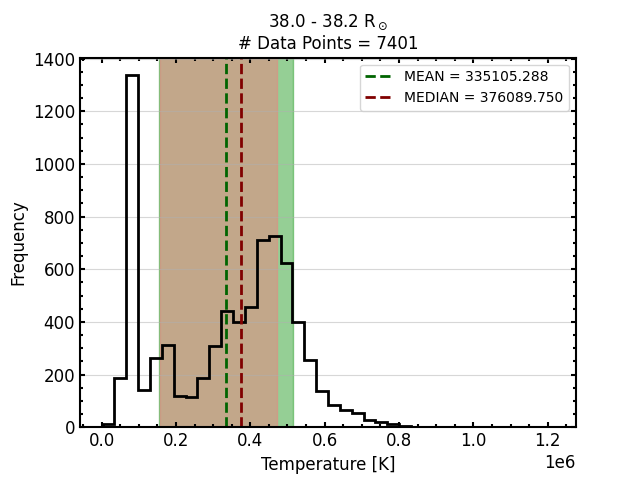 38.0 - 38.2 R⊙
# Data Points = 7401
MEAN = 335105.288
MEDIAN = 376089.750
1400
1200
1000
800
600
400
200
0
Frequency
0.0 0.2 0.4 0.6 0.8 1.0 1.2
1e6
Temperature [K]